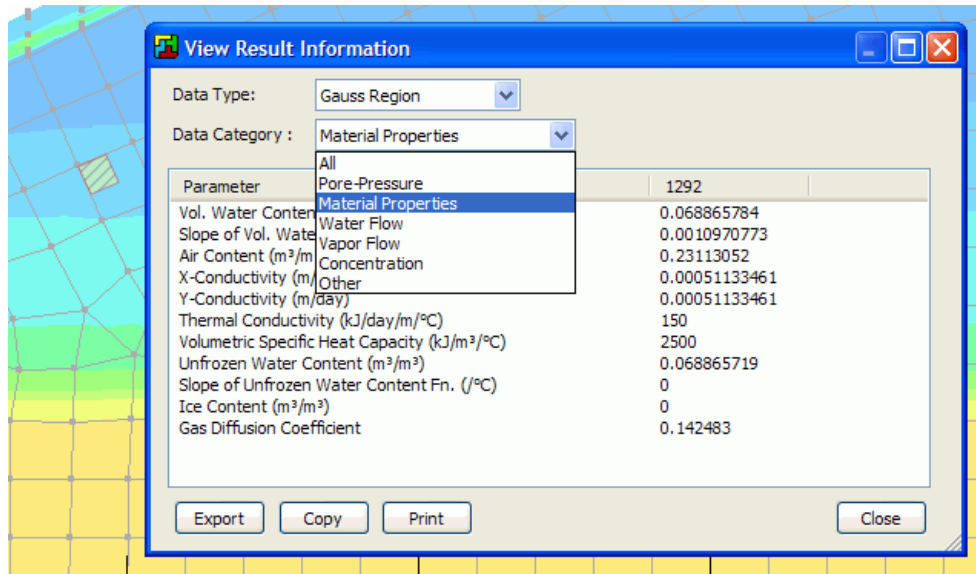 View Result Information
Data Type: Gauss Region
Data Category : Material Properties
All
Pore-Pressure
Material Properties
Water Flow
Vapor Flow
Concentration
Other
Parameter 1292
Vol. Water Conten 0.068865784
Slope of Vol. Wate 0.0010970773
Air Content (m³/m 0.23113052
X-Conductivity (m/ 0.00051133461
Y-Conductivity (m/day) 0.00051133461
Thermal Conductivity (kJ/day/m/°C) 150
Volumetric Specific Heat Capacity (kJ/m³/°C) 2500
Unfrozen Water Content (m³/m³) 0.068865719
Slope of Unfrozen Water Content Fn. (/°C) 0
Ice Content (m³/m³) 0
Gas Diffusion Coefficient 0.142483
Export Copy Print Close